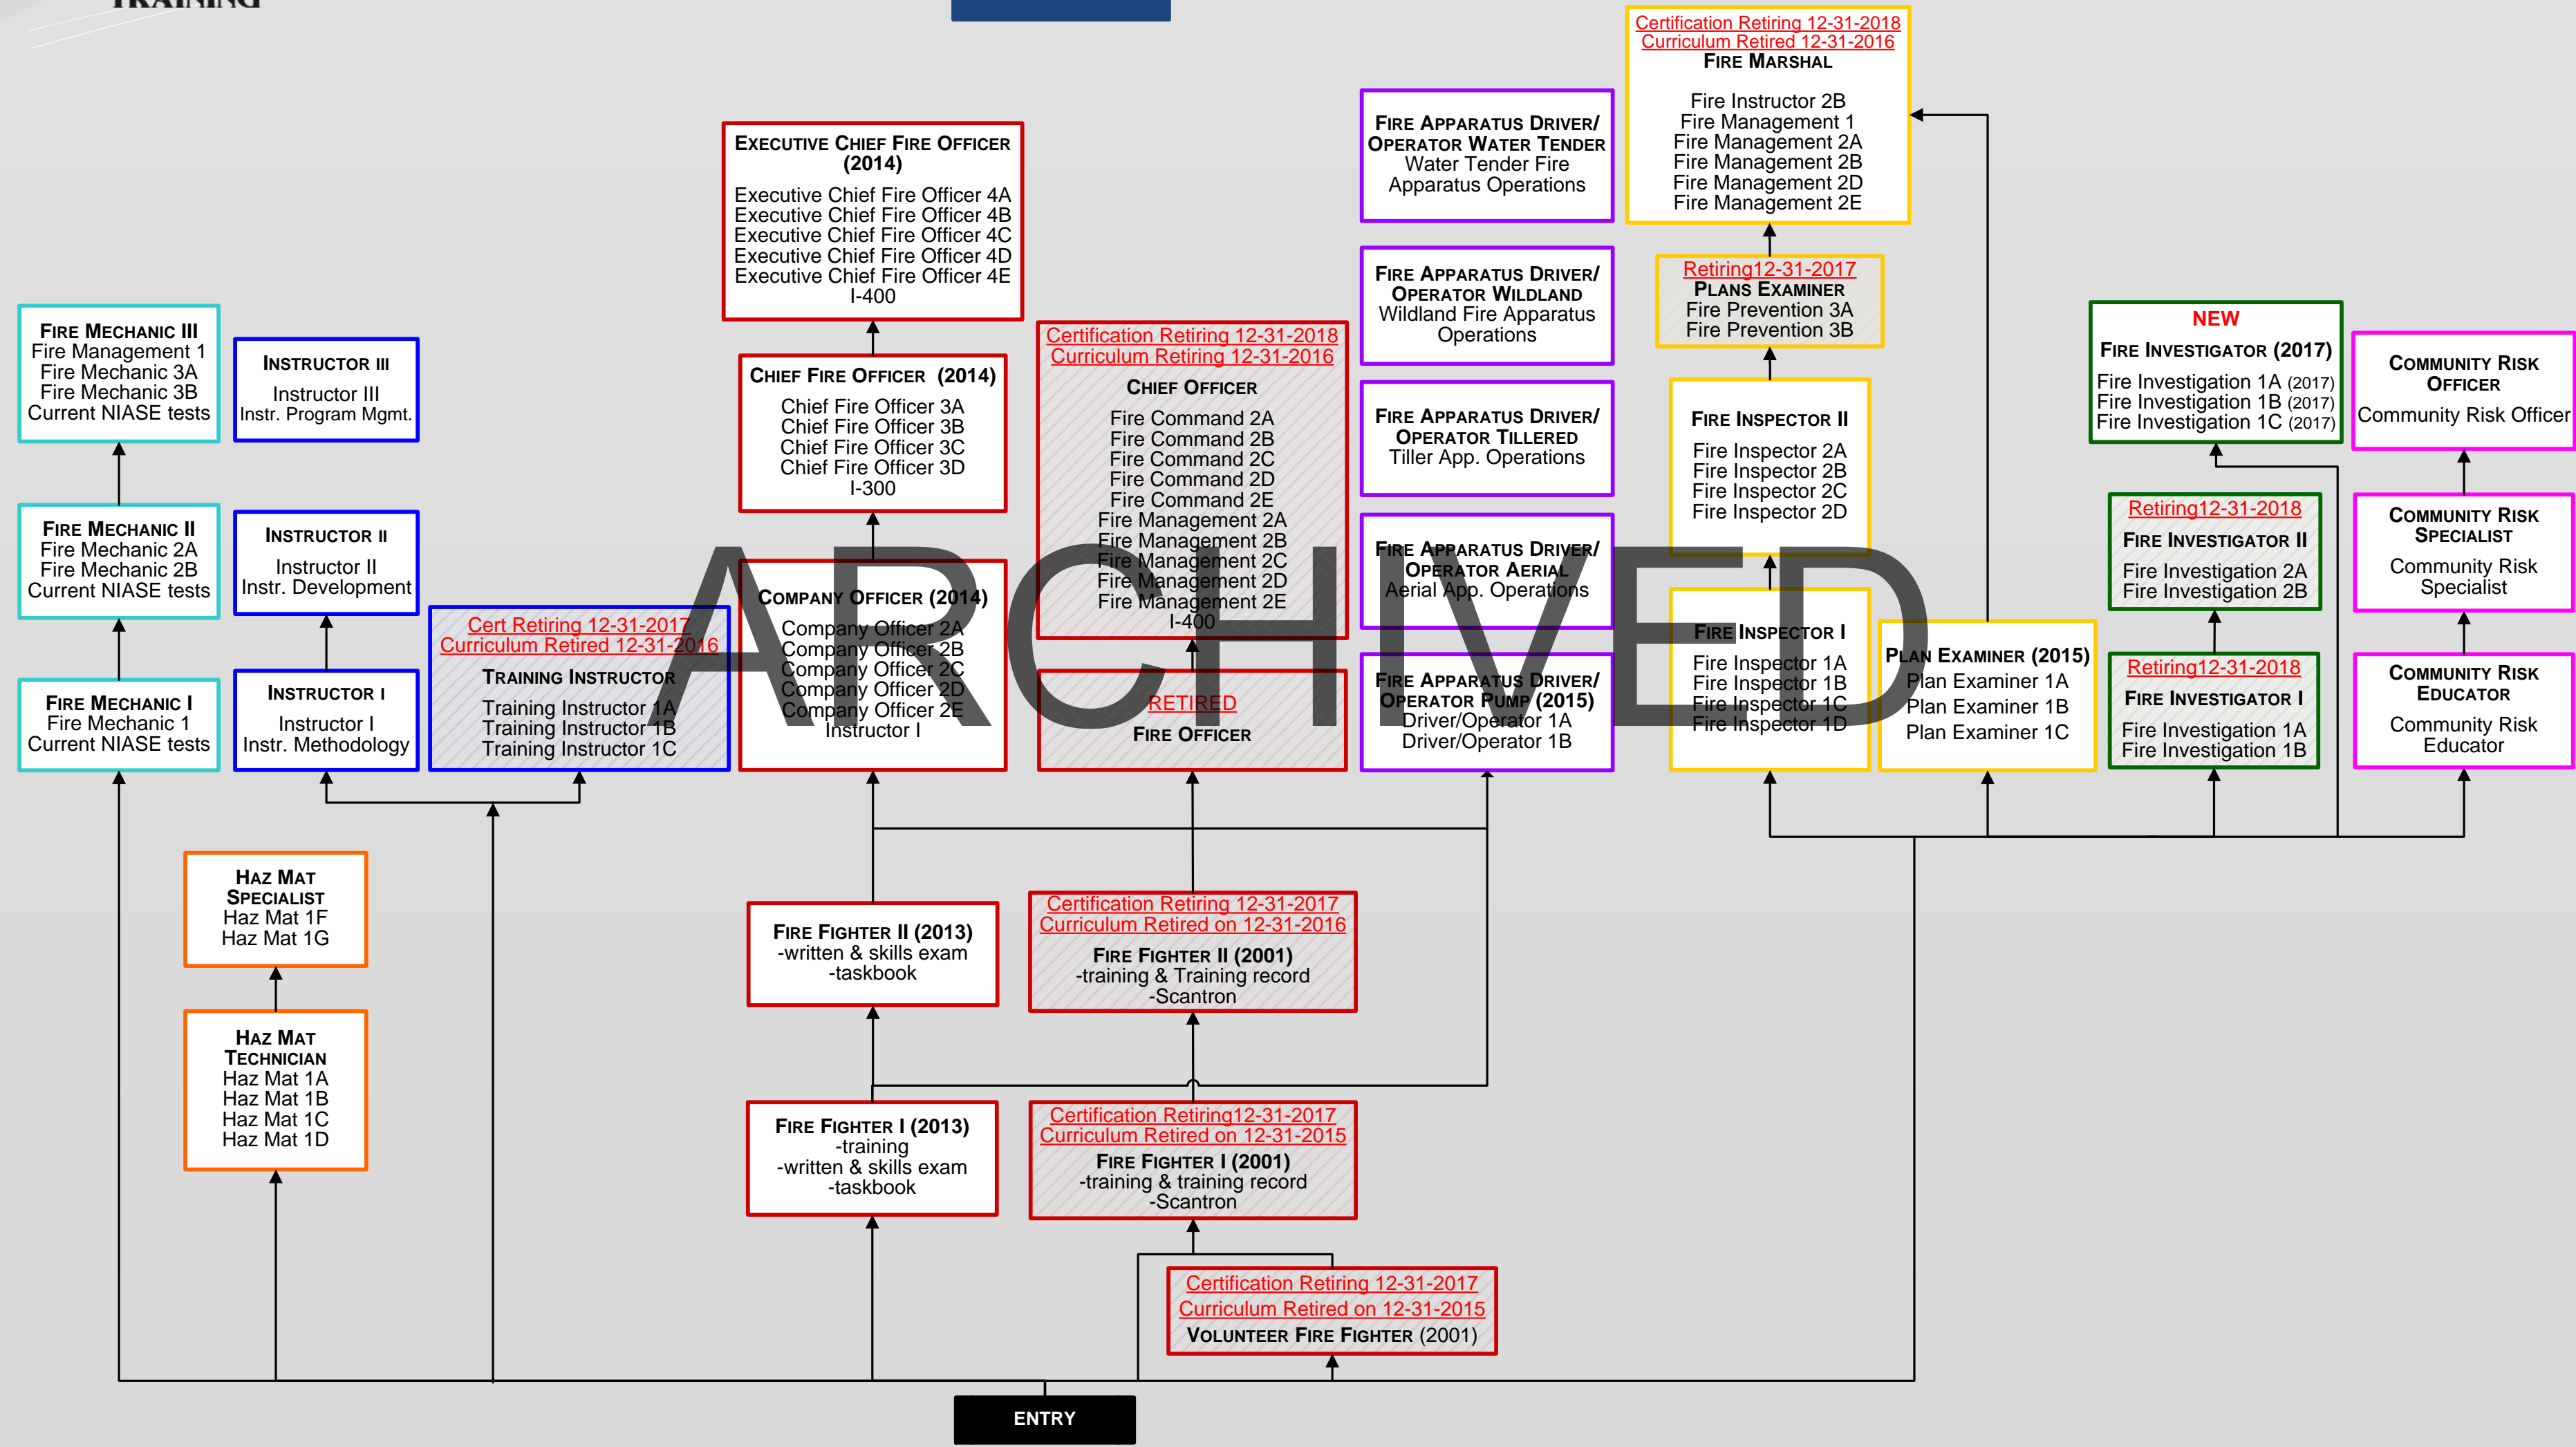 TRAINING
Certification Retiring 12-31-2018
Curriculum Retired 12-31-2016
FIRE MARSHAL
Fire Instructor 2B
Fire Management 1
Fire Management 2A
Fire Management 2B
Fire Management 2D
Fire Management 2E
FIRE APPARATUS DRIVER/
OPERATOR WATER TENDER
Water Tender Fire
Apparatus Operations
EXECUTIVE CHIEF FIRE OFFICER
(2014)
Executive Chief Fire Officer 4A
Executive Chief Fire Officer 4B
Executive Chief Fire Officer 4C
Executive Chief Fire Officer 4D
Executive Chief Fire Officer 4E
I-400
FIRE APPARATUS DRIVER/
OPERATOR WILDLAND
Wildland Fire Apparatus
Operations
Retiring12-31-2017
PLANS EXAMINER
Fire Prevention 3A
Fire Prevention 3B
FIRE MECHANIC III
Fire Management 1
Fire Mechanic 3A
Fire Mechanic 3B
Current NIASE tests
INSTRUCTOR III
Instructor III
Instr. Program Mgmt.
CHIEF FIRE OFFICER (2014)
Chief Fire Officer 3A
Chief Fire Officer 3B
Chief Fire Officer 3C
Chief Fire Officer 3D
I-300
Certification Retiring 12-31-2018
Curriculum Retiring 12-31-2016
CHIEF OFFICER
Fire Command 2A
Fire Command 2B
Fire Command 2C
Fire Command 2D
Fire Command 2E
Fire Management 2A
Fire Management 2B
Fire Management 2C
Fire Management 2D
Fire Management 2E
I-400
FIRE APPARATUS DRIVER/
OPERATOR TILLERED
Tiller App. Operations
FIRE INSPECTOR II
Fire Inspector 2A
Fire Inspector 2B
Fire Inspector 2C
Fire Inspector 2D
NEW
FIRE INVESTIGATOR (2017)
Fire Investigation 1A (2017)
Fire Investigation 1B (2017)
Fire Investigation 1C (2017)
COMMUNITY RISK
OFFICER
Community Risk Officer
FIRE MECHANIC II
Fire Mechanic 2A
Fire Mechanic 2B
Current NIASE tests
INSTRUCTOR II
Instructor II
Instr. Development
FIRE APPARATUS DRIVER/
OPERATOR AERIAL
Aerial App. Operations
Retiring12-31-2018
FIRE INVESTIGATOR II
Fire Investigation 2A
Fire Investigation 2B
COMMUNITY RISK
SPECIALIST
Community Risk
Specialist
ARCHIVED
Cert Retiring 12-31-2017
Curriculum Retired 12-31-2016
TRAINING INSTRUCTOR
Training Instructor 1A
Training Instructor 1B
Training Instructor 1C
COMPANY OFFICER (2014)
Company Officer 2A
Company Officer 2B
Company Officer 2C
Company Officer 2D
Company Officer 2E
Instructor I
FIRE MECHANIC I
Fire Mechanic 1
Current NIASE tests
INSTRUCTOR I
Instructor I
Instr. Methodology
RETIRED
FIRE OFFICER
FIRE APPARATUS DRIVER/
OPERATOR PUMP (2015)
Driver/Operator 1A
Driver/Operator 1B
FIRE INSPECTOR I
Fire Inspector 1A
Fire Inspector 1B
Fire Inspector 1C
Fire Inspector 1D
PLAN EXAMINER (2015)
Plan Examiner 1A
Plan Examiner 1B
Plan Examiner 1C
Retiring12-31-2018
FIRE INVESTIGATOR I
Fire Investigation 1A
Fire Investigation 1B
COMMUNITY RISK
EDUCATOR
Community Risk
Educator
HAZ MAT
SPECIALIST
Haz Mat 1F
Haz Mat 1G
FIRE FIGHTER II (2013)
-written & skills exam
-taskbook
Certification Retiring 12-31-2017
Curriculum Retired on 12-31-2016
FIRE FIGHTER II (2001)
-training & Training record
-Scantron
HAZ MAT
TECHNICIAN
Haz Mat 1A
Haz Mat 1B
Haz Mat 1C
Haz Mat 1D
FIRE FIGHTER I (2013)
-training
-written & skills exam
-taskbook
Certification Retiring12-31-2017
Curriculum Retired on 12-31-2015
FIRE FIGHTER I (2001)
-training & training record
-Scantron
Certification Retiring 12-31-2017
Curriculum Retired on 12-31-2015
VOLUNTEER FIRE FIGHTER (2001)
ENTRY